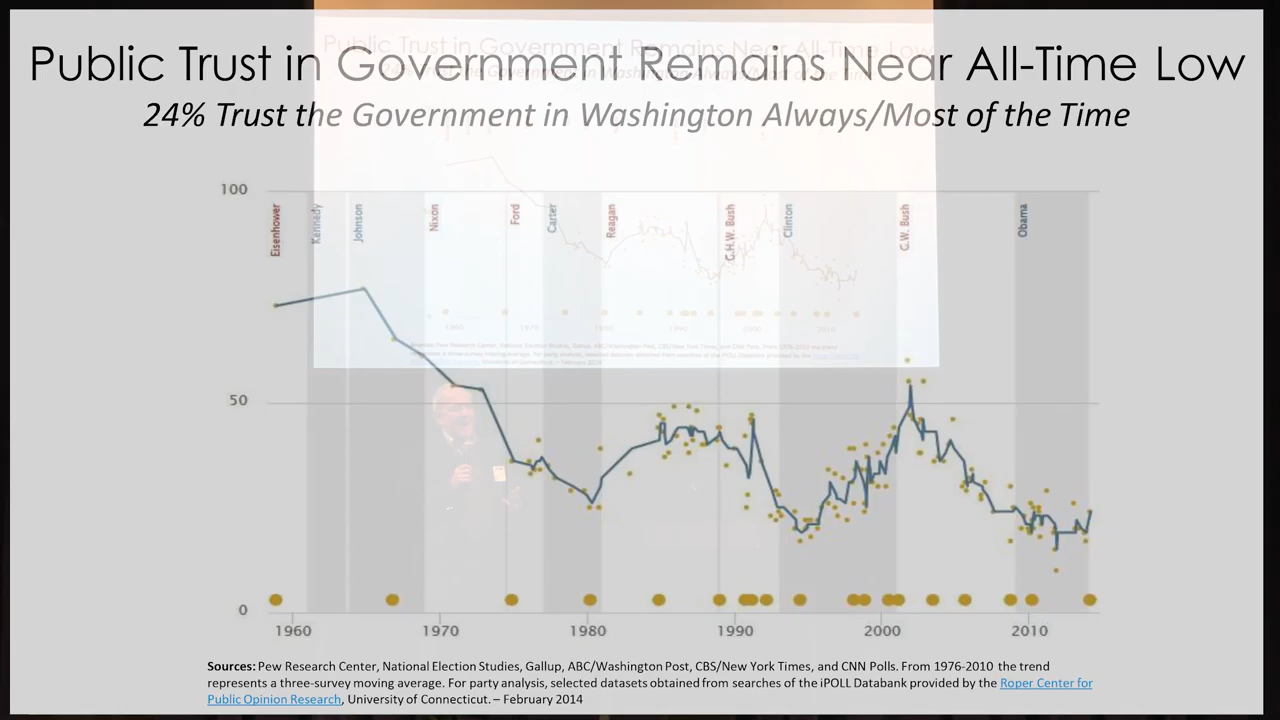 Public Trust in Government Remains Near All-Time Low
24% Trust the Government in Washington Always/Most of the Time
100
Eisenhower
Kennedy
Johnson
Nixon
Ford
Carter
Reagan
G.H.W. Bush
Clinton
G.W. Bush
Obama
50
0
1960 1970 1980 1990 2000 2010
Sources: Pew Research Center, National Election Studies, Gallup, ABC/Washington Post, CBS/New York Times, and CNN Polls. From 1976-2010 the trend
represents a three-survey moving average. For party analysis, selected datasets obtained from searches of the iPOLL Databank provided by the Roper Center for
Public Opinion Research, University of Connecticut. – February 2014